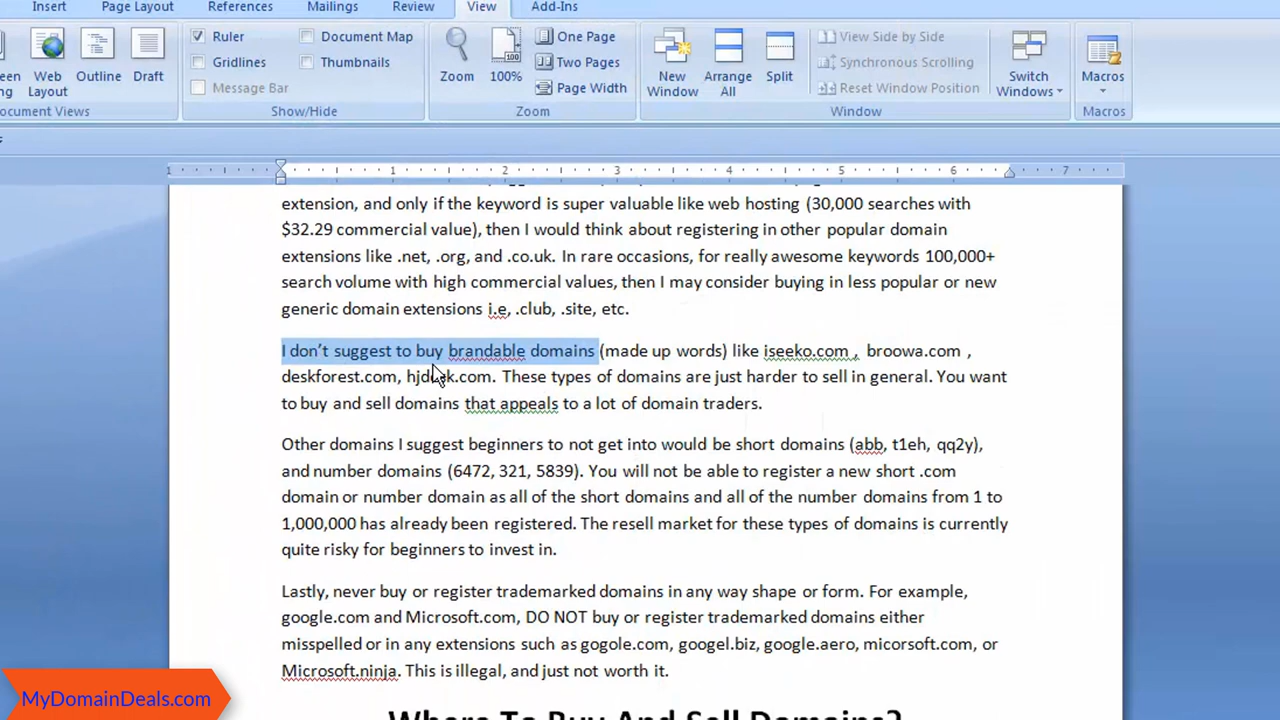 Insert Page Layout References Mailings Review View Add-Ins
Ruler Document Map One Page View Side by Side
Gridlines Thumbnails Two Pages Synchronous Scrolling
Message Bar Page Width Reset Window Position
Web Layout Outline Draft Zoom 100% New Window Arrange All Split Switch Windows Macros
Show/Hide Zoom Window Macros
1 1 2 3 4 5 6 7
extension, and only if the keyword is super valuable like web hosting (30,000 searches with
$32.29 commercial value), then I would think about registering in other popular domain
extensions like .net, .org, and .co.uk. In rare occasions, for really awesome keywords 100,000+
search volume with high commercial values, then I may consider buying in less popular or new
generic domain extensions i.e, .club, .site, etc.
I don’t suggest to buy brandable domains (made up words) like iseeko.com , broowa.com ,
deskforest.com, These types of domains are just harder to sell in general. You want
to buy and sell domains that appeals to a lot of domain traders.
Other domains I suggest beginners to not get into would be short domains (abb, t1eh, qq2y),
and number domains (6472, 321, 5839). You will not be able to register a new short .com
domain or number domain as all of the short domains and all of the number domains from 1 to
1,000,000 has already been registered. The resell market for these types of domains is currently
quite risky for beginners to invest in.
Lastly, never buy or register trademarked domains in any way shape or form. For example,
google.com and Microsoft.com, DO NOT buy or register trademarked domains either
misspelled or in any extensions such as gogole.com, googel.biz, google.aero, micorsoft.com, or
Microsoft.ninja. This is illegal, and just not worth it.
Where To Buy And Sell Domains?
MyDomainDeals.com